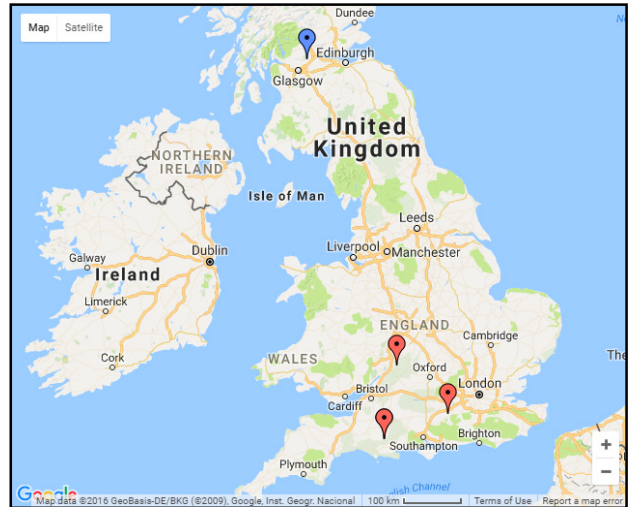 Map Satellite
Dundee
Edinburgh
Glasgow
United
Kingdom
NORTHERN
IRELAND
Isle of Man
Leeds
Dublin
Liverpool
Manchester
Galway
Ireland
Limerick
ENGLAND
Cambridge
Cork
WALES
Oxford
The
London
Bristol
Cardiff
Southampton
Brighton
Plymouth
+
−
Google
Map data ©2016 GeoBasis-DE/BKG (©2009), Google, Inst. Geogr. Nacional 100 km glish Channel Terms of Use Report a map error